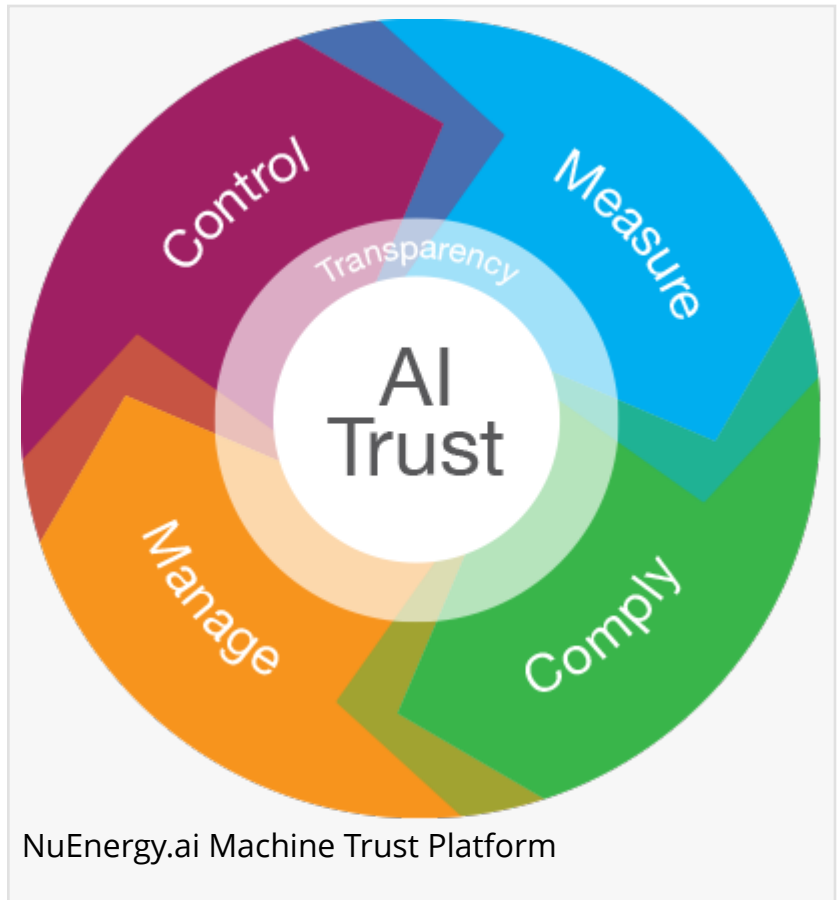 Control
Measure
Transparency
AI
Trust
Manage
Comply
NuEnergy.ai Machine Trust Platform